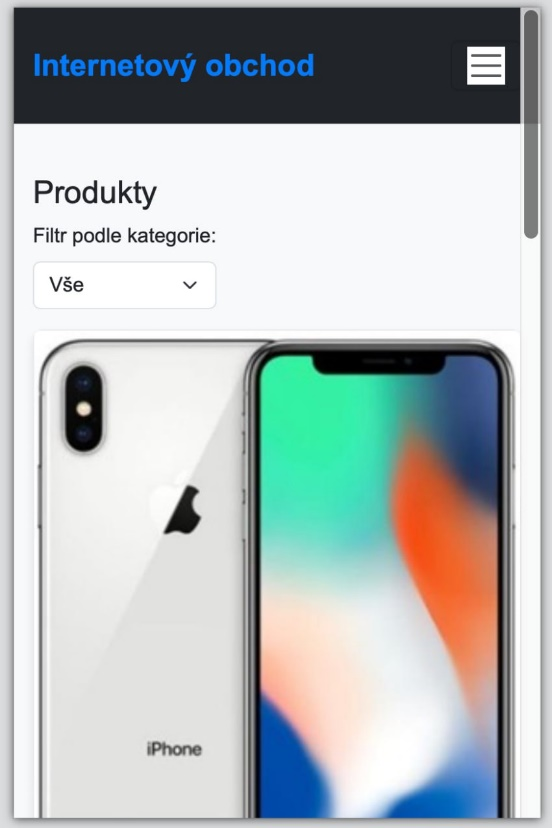 Internetový obchod
Produkty
Filtr podle kategorie:
Vše
iPhone